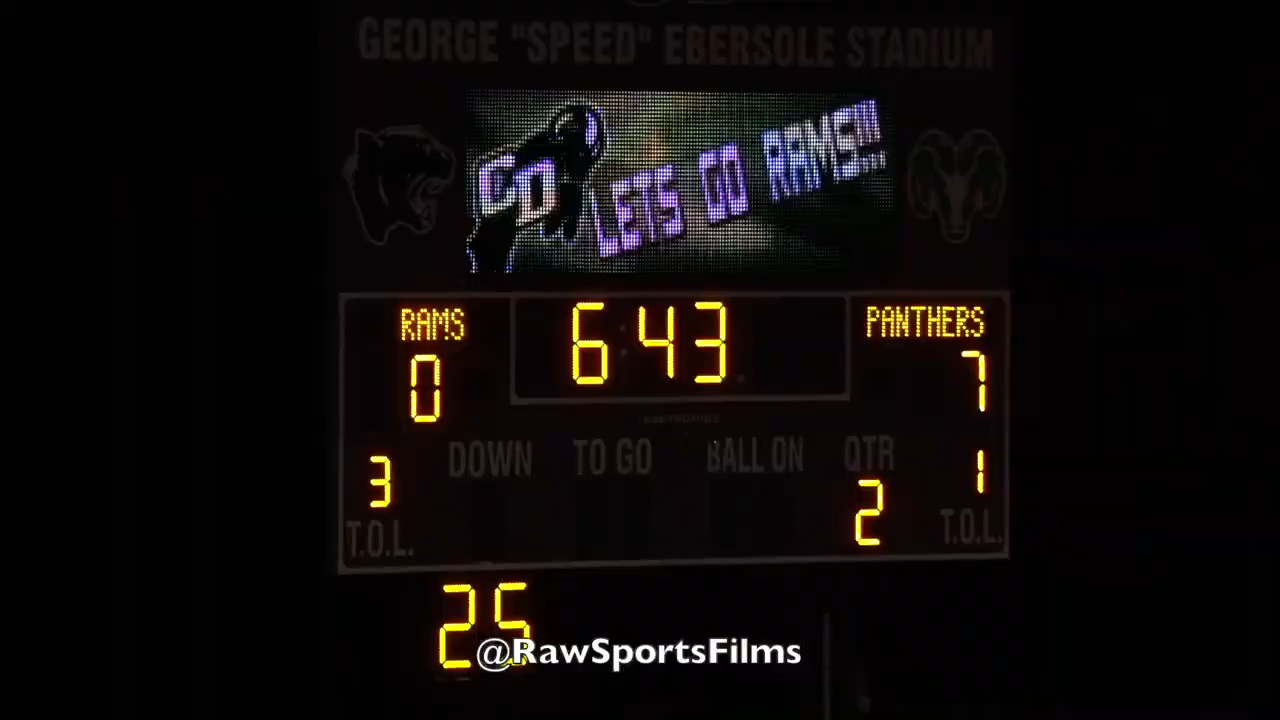 GEORGE "SPEED" EBERSOLE STADIUM
CD
LETS GO RAMS!!!
RAMS
6:43
PANTHERS
0
7
DOWN
TO GO
BALL ON
QTR
3
1
2
T.O.L.
T.O.L.
25
@RawSportsFilms